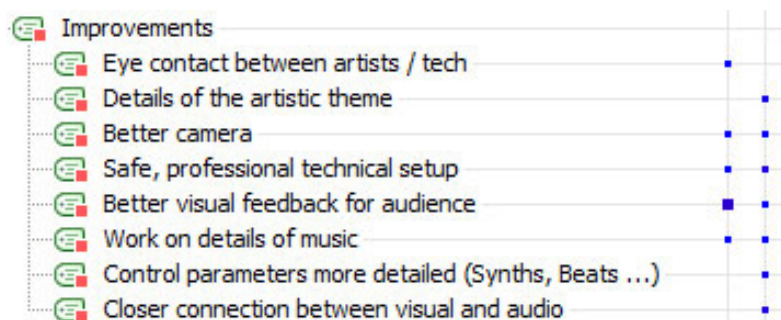 Improvements
Eye contact between artists / tech
Details of the artistic theme
Better camera
Safe, professional technical setup
Better visual feedback for audience
Work on details of music
Control parameters more detailed (Synths, Beats ...)
Closer connection between visual and audio